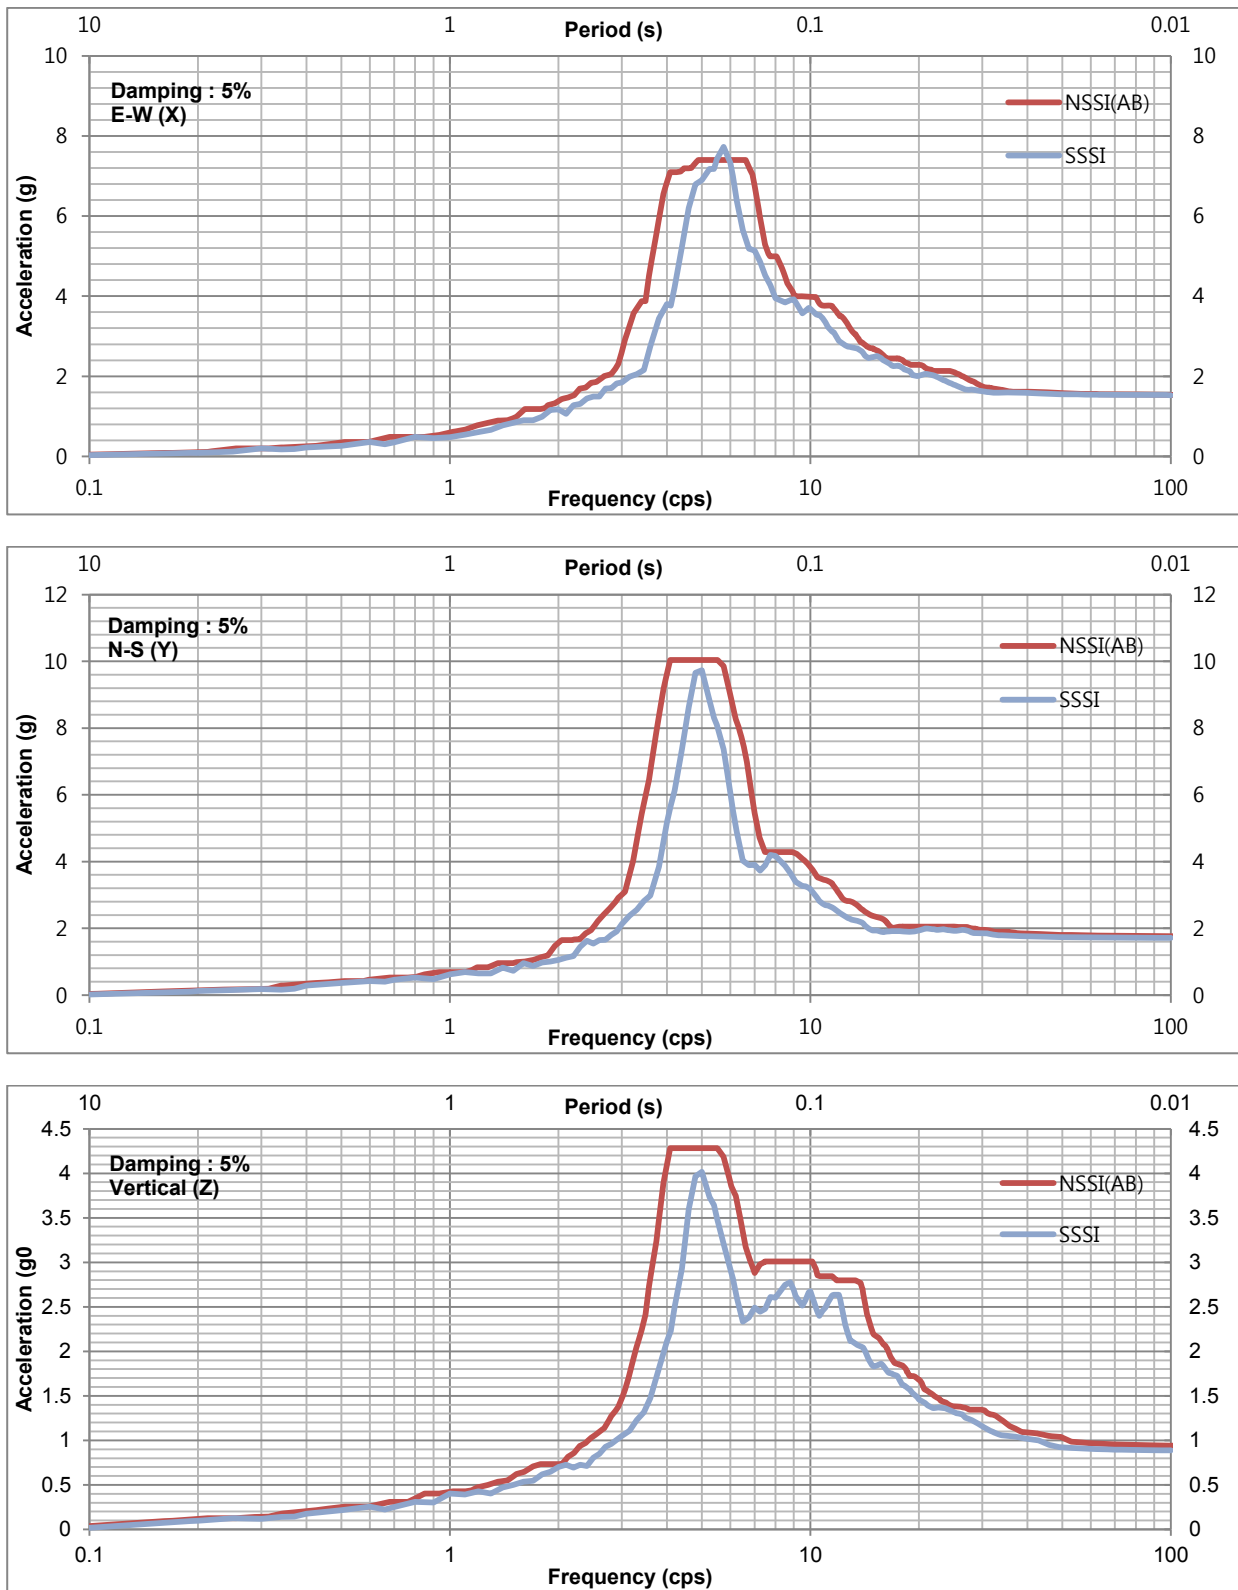 10 1 Period (s) 0.1 0.01
10 10
Damping : 5%
E-W (X)
NSSI(AB)
8 8
SSSI
6 6
Acceleration (g)
4 4
2 2
0 0
0.1 1 Frequency (cps) 10 100
10 1 Period (s) 0.1 0.01
12 12
Damping : 5%
N-S (Y)
NSSI(AB)
10 10
SSSI
8 8
Acceleration (g)
6 6
4 4
2 2
0 0
0.1 1 Frequency (cps) 10 100
10 1 Period (s) 0.1 0.01
4.5 4.5
Damping : 5%
Vertical (Z)
4 4
NSSI(AB)
3.5 3.5
SSSI
3 3
2.5 2.5
Acceleration (g0
2 2
1.5 1.5
1 1
0.5 0.5
0 0
0.1 1 Frequency (cps) 10 100